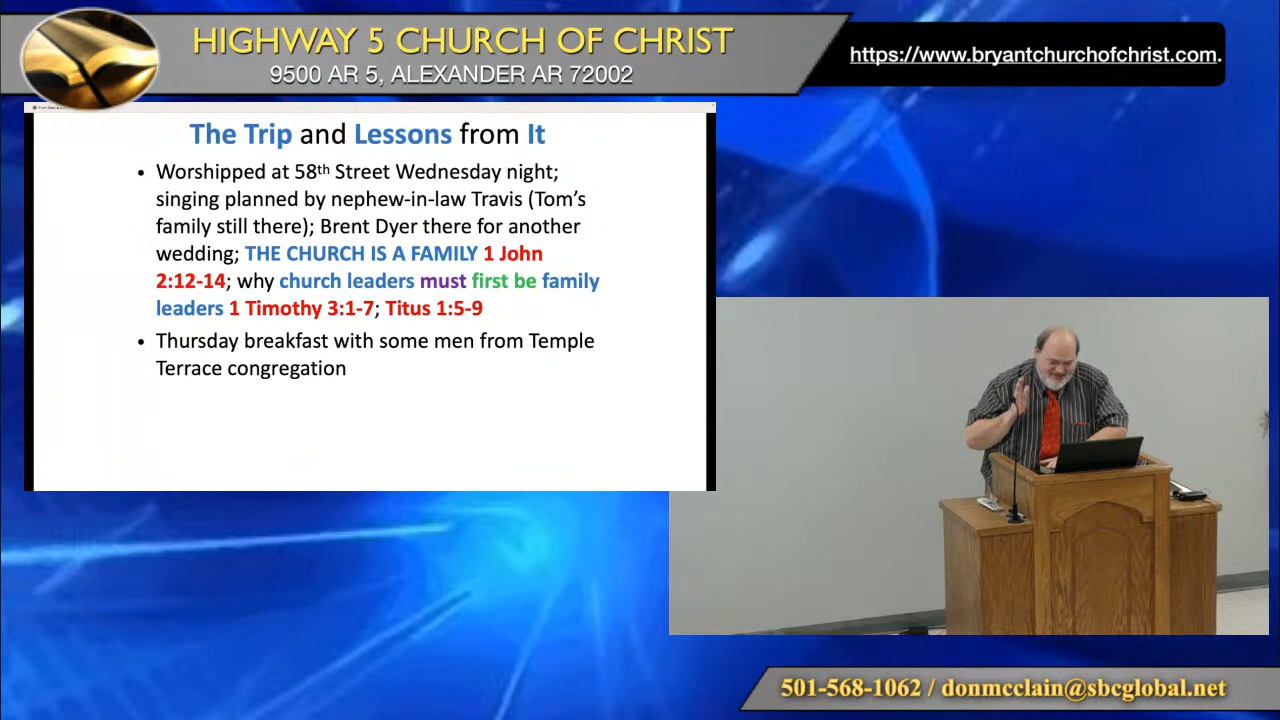 HIGHWAY 5 CHURCH OF CHRIST
9500 AR 5, ALEXANDER AR 72002
https://www.bryantchurchofchrist.com.
The Trip and Lessons from It
• Worshipped at 58th Street Wednesday night;
singing planned by nephew-in-law Travis (Tom's
family still there); Brent Dyer there for another
wedding; THE CHURCH IS A FAMILY 1 John
2:12-14; why church leaders must first be family
leaders 1 Timothy 3:1-7; Titus 1:5-9
• Thursday breakfast with some men from Temple
Terrace congregation
501-568-1062 / donmcclain@sbcglobal.net